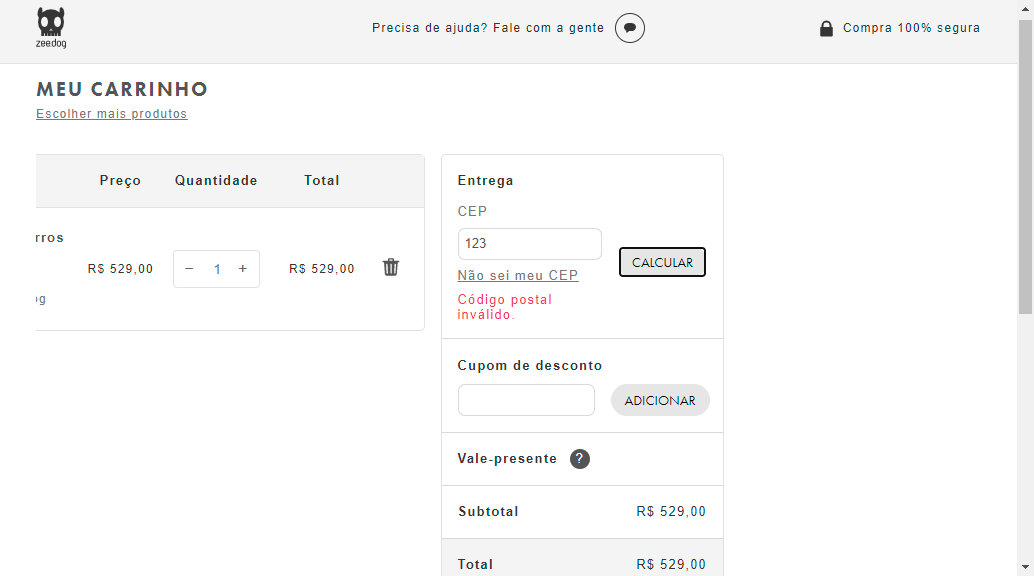 zee.dog
Precisa de ajuda? Fale com a gente
Compra 100% segura
MEU CARRINHO
Escolher mais produtos
Preço Quantidade Total
rros
R$ 529,00 − 1 + R$ 529,00
og
Entrega
CEP
123
CALCULAR
Não sei meu CEP
Código postal
inválido.
Cupom de desconto
ADICIONAR
Vale-presente ?
Subtotal R$ 529,00
Total R$ 529,00